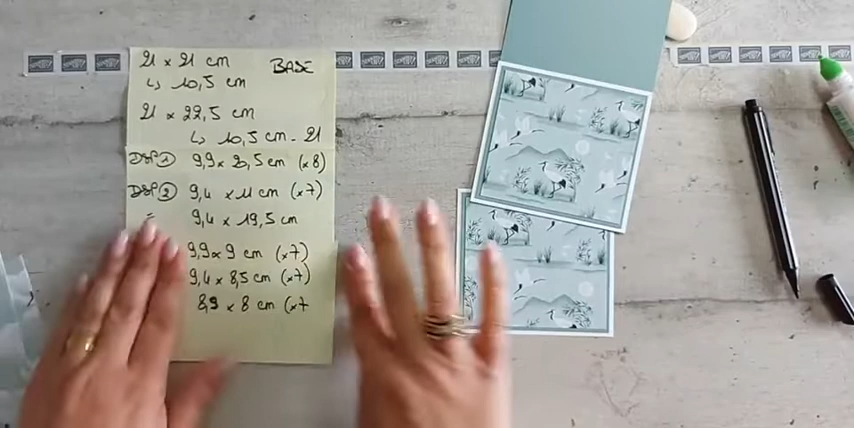 21 x 21 cm BASE
↳ 10,5 cm
21 x 22,5 cm
↳ 10,5 cm - 21
DSP① 9,9 x 20,5 cm (x8)
DSP② 9,4 x 11 cm (x7)
9,4 x 19,5 cm
9,9 x 9 cm (x7)
9,4 x 8,5 cm (x7)
8,5 x 8 cm (x7